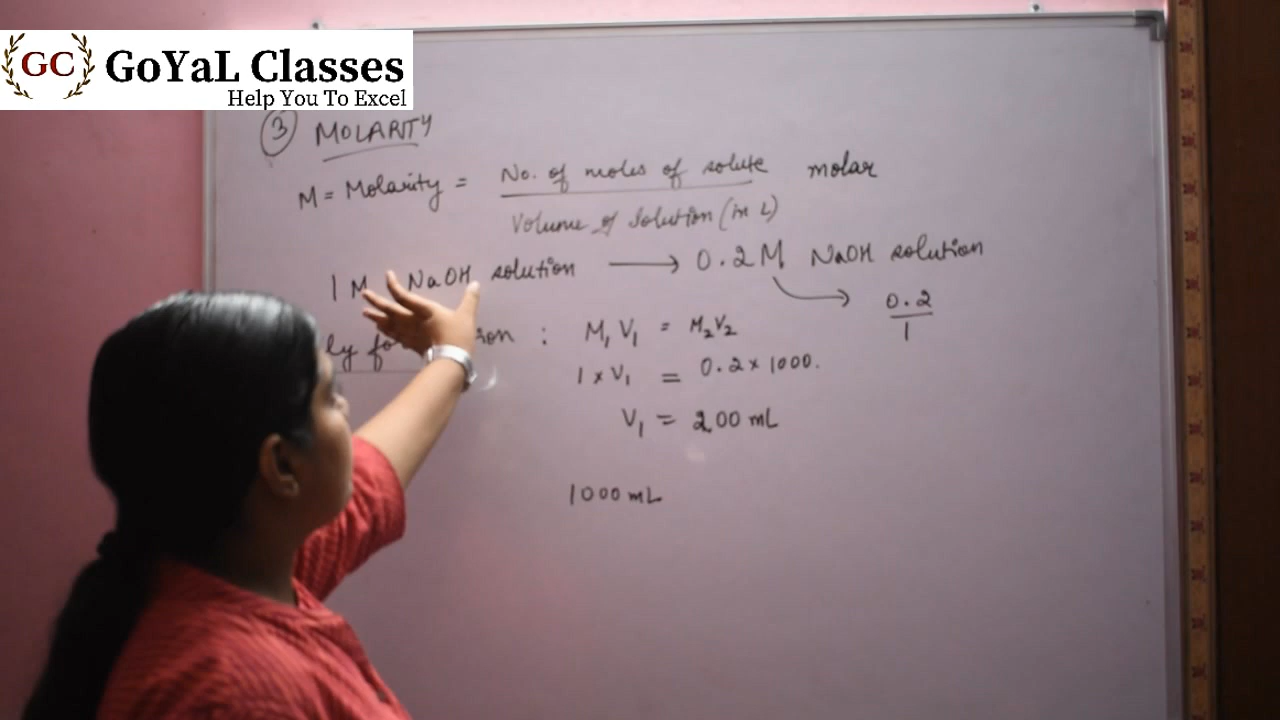 GC GoYaL Classes
Help You To Excel
③ MOLARITY
M = Molarity = No. of moles of solute molar
Volume of Solution (in L)
1 M NaOH solution → 0.2 M NaOH solution
0.2
1
ly : M₁V₁ = M₂V₂
1 × V₁ = 0.2 × 1000.
V₁ = 200 mL
1000 mL